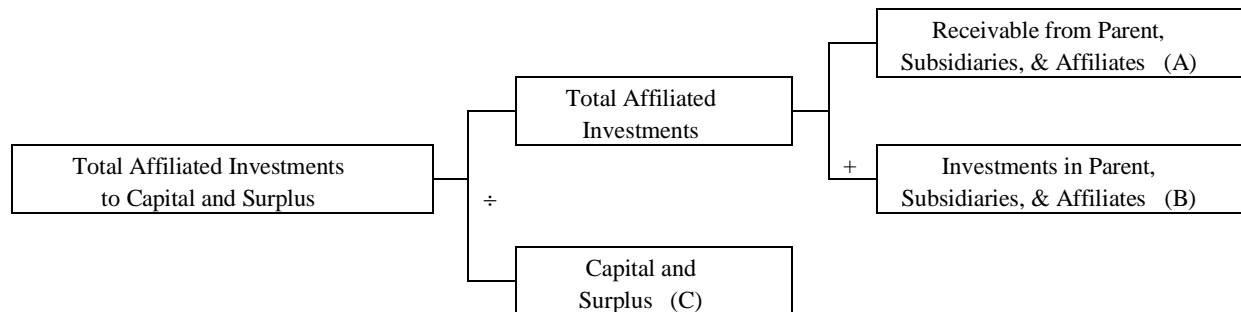 Total Affiliated Investments
to Capital and Surplus
÷
Total Affiliated
Investments
Capital and
Surplus (C)
+
Receivable from Parent,
Subsidiaries, & Affiliates (A)
Investments in Parent,
Subsidiaries, & Affiliates (B)